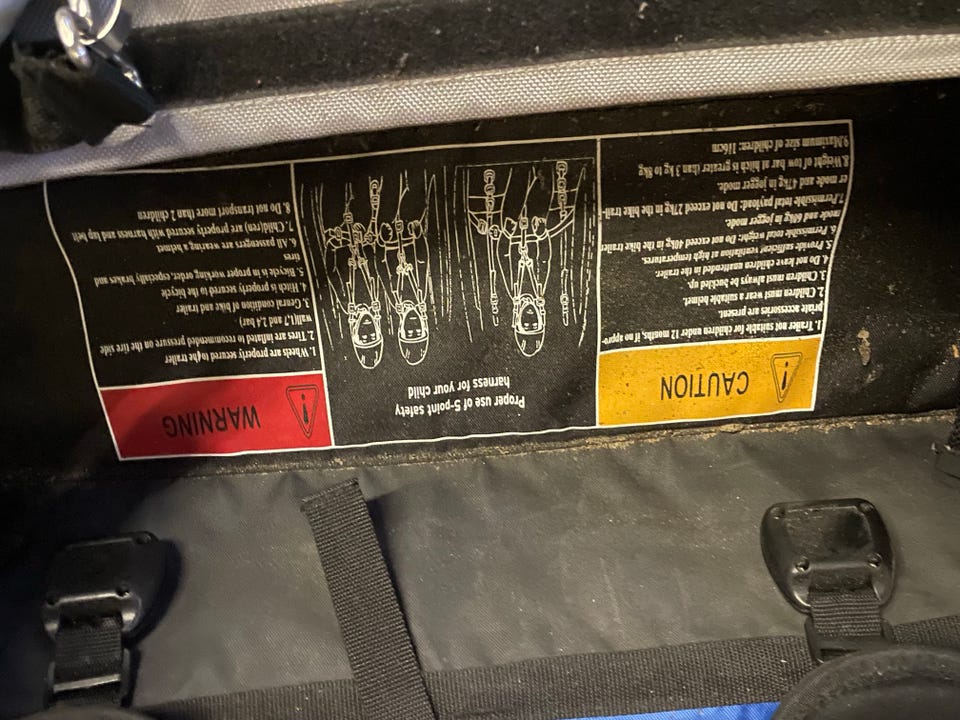 CAUTION
1. Trailer not suitable for children under 12 months, if no appro-
priate accessories are present.
2. Children must wear a suitable helmet.
3. Children must always be buckled up.
4. Do not leave children unattended in the trailer.
5. Provide sufficient ventilation at high temperatures.
6. Permissible total weight: Do not exceed 40kg in the bike trailer
mode and 60kg in jogger mode.
7.Permissible total payload: Do not exceed 27kg in the bike trail-
er mode and 47kg in jogger mode.
8. Weight of tow bar at hitch is greater than 3 kg to 8kg
9.Maximum size of children: 116cm
Proper use of 5-point safety
harness for your child
WARNING
1. Wheels are properly secured to the trailer
2. Tires are inflated to recommended pressure on the tire side
wall(1.7 and 2.4 bar)
3. General condition of bike and trailer
4. Hitch is properly secured to the bicycle
5. Bicycle is in proper working order, especially brakes and
tires
6. All passengers are wearing helmet
7. Child(ren) are properly secured with harness and lap belt
8. Do not transport more than 2 children